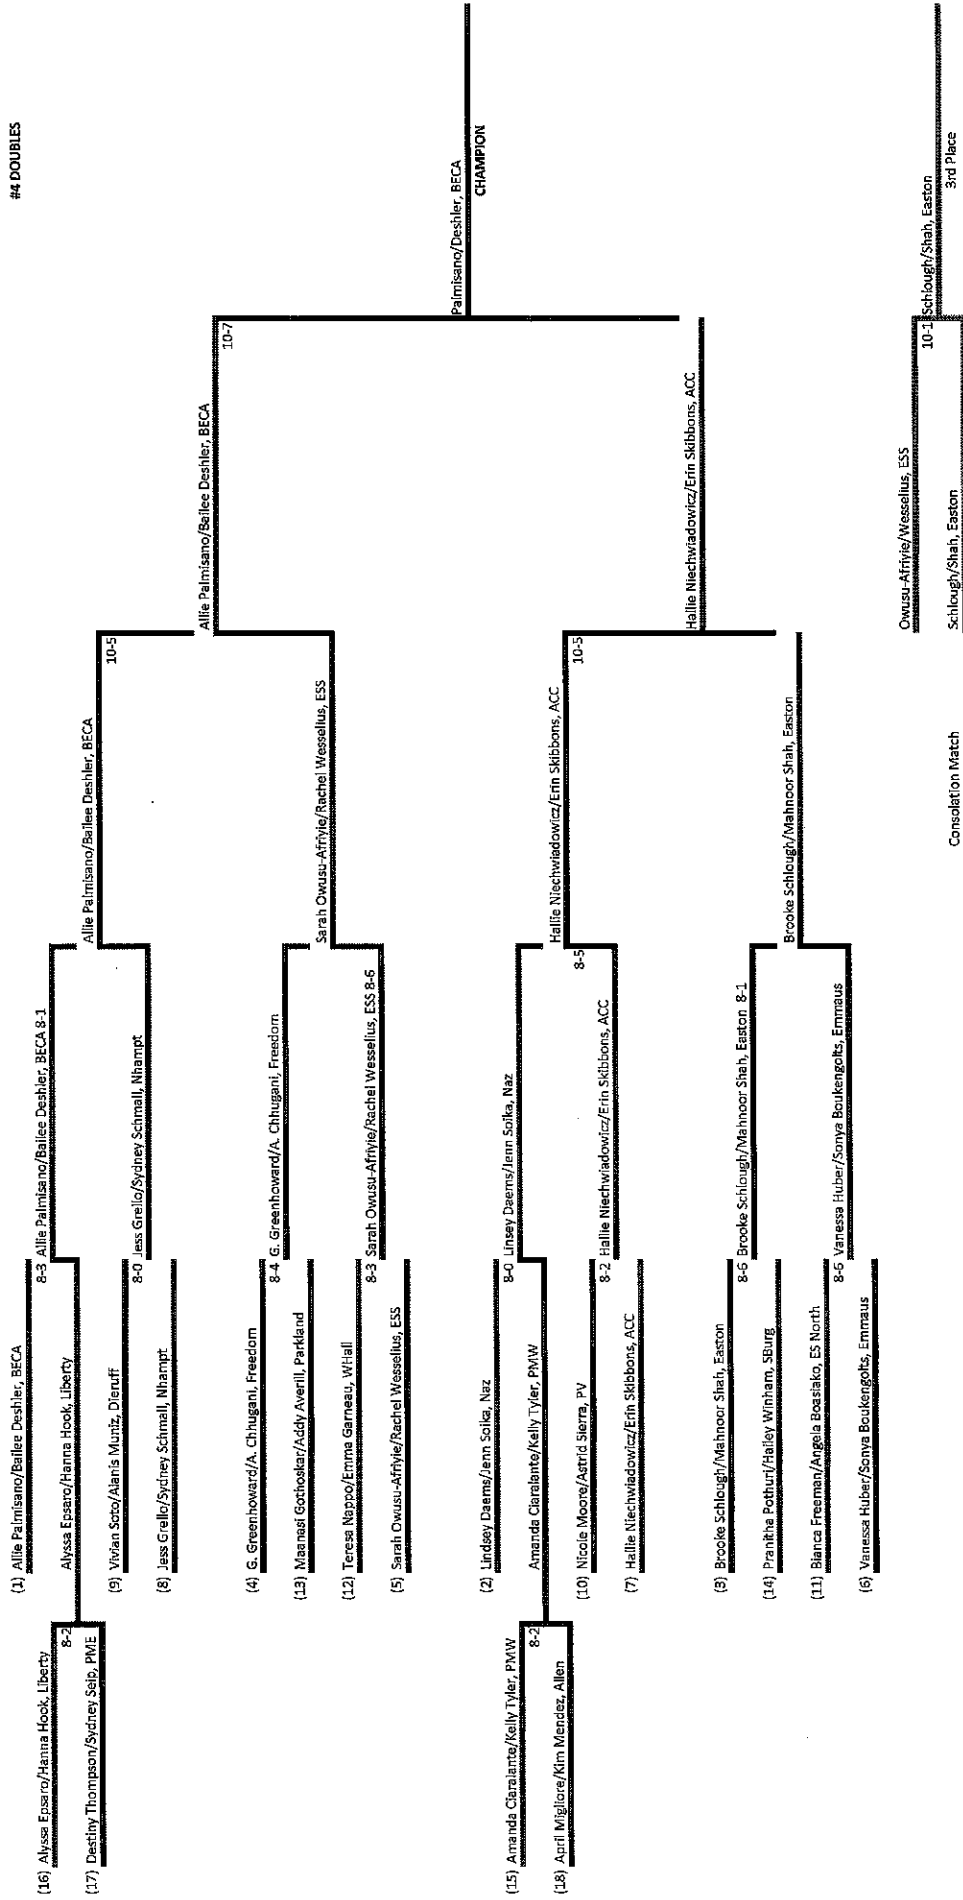 #4 DOUBLES
(16) Alyssa Epsaro/Hanna Hook, Liberty
8-2
(17) Destiny Thompson/Sydney Seip, PME
(1) Allie Palmisano/Bailee Deshler, BECA
8-3
Alyssa Epsaro/Hanna Hook, Liberty
(9) Vivian Soto/Alanis Muniz, Dieruff
8-0
(8) Jess Grello/Sydney Schmall, Nhampt
(4) G. Greenhoward/A. Chhugani, Freedom
8-4
(13) Maanasi Gothoskar/Addy Averill, Parkland
(12) Teresa Nappo/Emma Garneau, WHall
8-3
(5) Sarah Owusu-Afriyie/Rachel Wesselius, ESS
(15) Amanda Ciaralante/Kelly Tyler, PMW
8-2
(18) April Migliore/Kim Mendez, Allen
(2) Lindsey Daems/Jenn Soika, Naz
8-0
Amanda Ciaralante/Kelly Tyler, PMW
(10) Nicole Moore/Astrid Sierra, PV
8-2
(7) Hallie Niechwiadowicz/Erin Skibbons, ACC
(3) Brooke Schlough/Mahnoor Shah, Easton
8-6
(14) Pranitha Pothuri/Hailey Winham, SBurg
(11) Bianca Freeman/Angela Boasiako, ES North
8-6
(6) Vanessa Huber/Sonya Boukengolts, Emmaus
Allie Palmisano/Bailee Deshler, BECA 8-1
Jess Grello/Sydney Schmall, Nhampt
G. Greenhoward/A. Chhugani, Freedom
Sarah Owusu-Afriyie/Rachel Wesselius, ESS 8-6
Linsey Daems/Jenn Soika, Naz
8-5
Hallie Niechwiadowicz/Erin Skibbons, ACC
Brooke Schlough/Mahnoor Shah, Easton 8-1
Vanessa Huber/Sonya Boukengolts, Emmaus
Allie Palmisano/Bailee Deshler, BECA
10-5
Sarah Owusu-Afriyie/Rachel Wesselius, ESS
Hallie Niechwiadowicz/Erin Skibbons, ACC
10-5
Brooke Schlough/Mahnoor Shah, Easton
Allie Palmisano/Bailee Deshler, BECA
10-7
Hallie Niechwiadowicz/Erin Skibbons, ACC
Palmisano/Deshler, BECA
CHAMPION
Consolation Match
Owusu-Afriyie/Wesselius, ESS
10-1
Schlough/Shah, Easton
Schlough/Shah, Easton
3rd Place